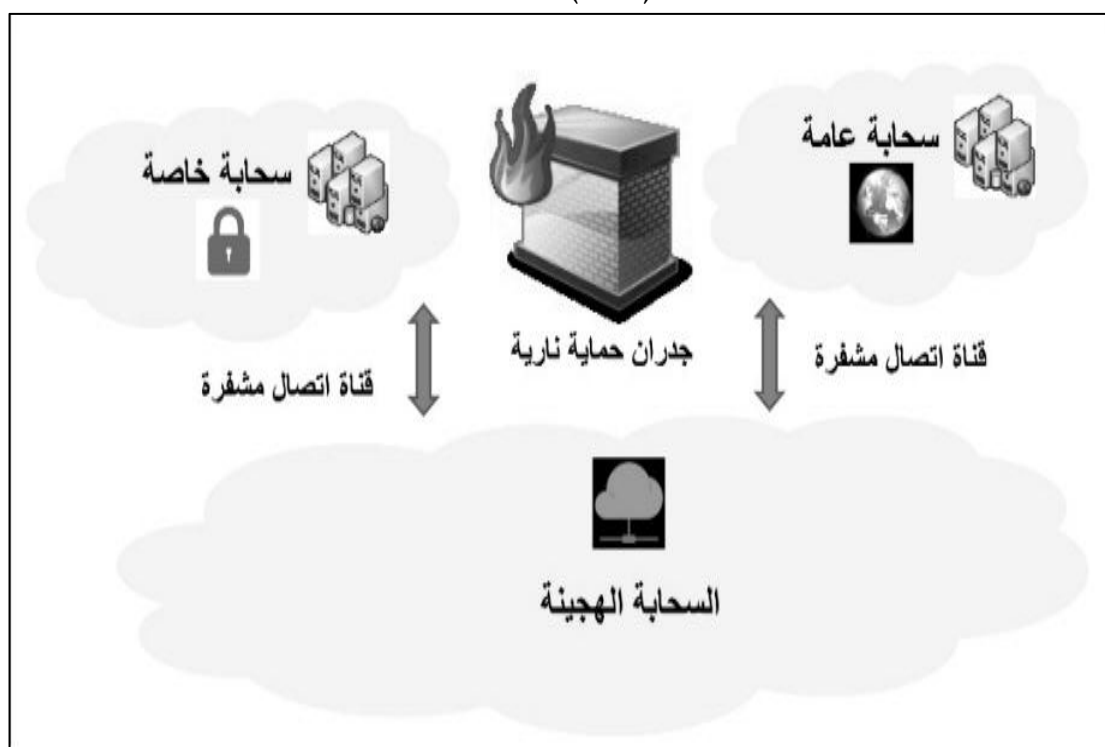 سحابة عامة
سحابة خاصة
جدران حماية نارية
قناة اتصال مشفرة
قناة اتصال مشفرة
السحابة الهجينة